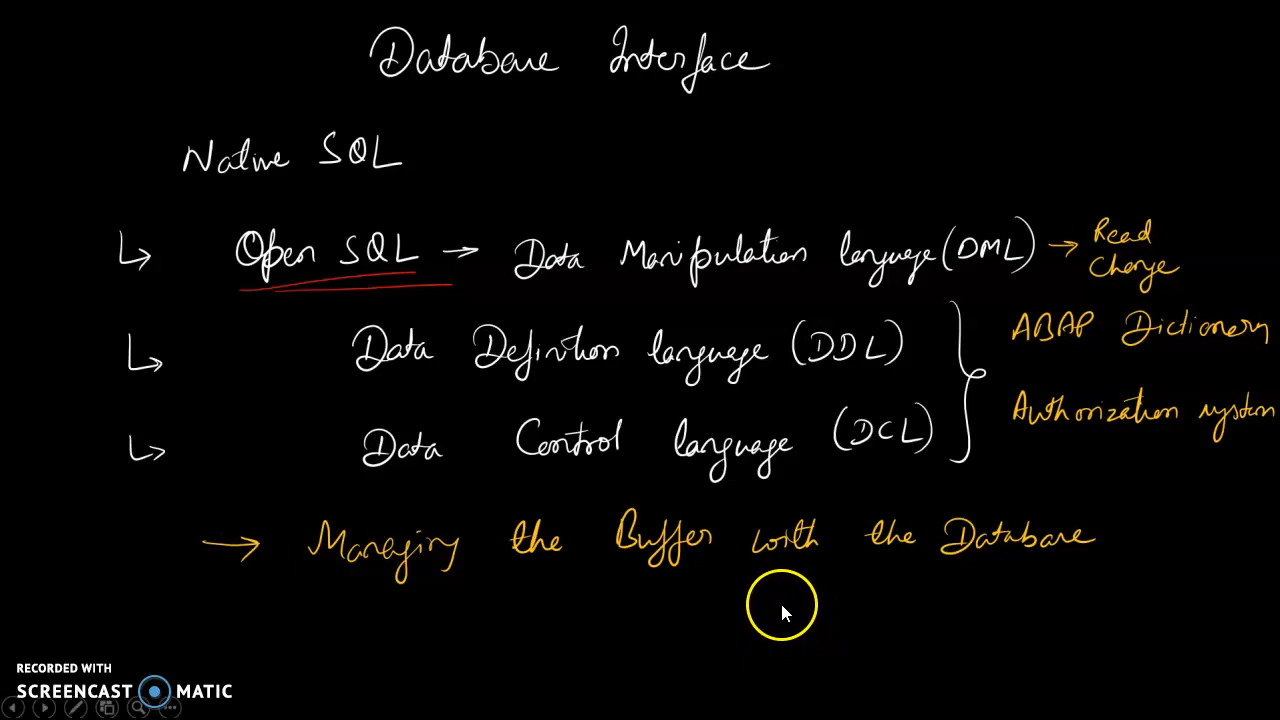 Database Interface
Native SQL
Open SQL → Data Manipulation language (DML) → Read Change
Data Definition language (DDL)
ABAP Dictionary
Data Control language (DCL)
Authorization system
→ Managing the Buffer with the Database
RECORDED WITH
SCREENCAST MATIC